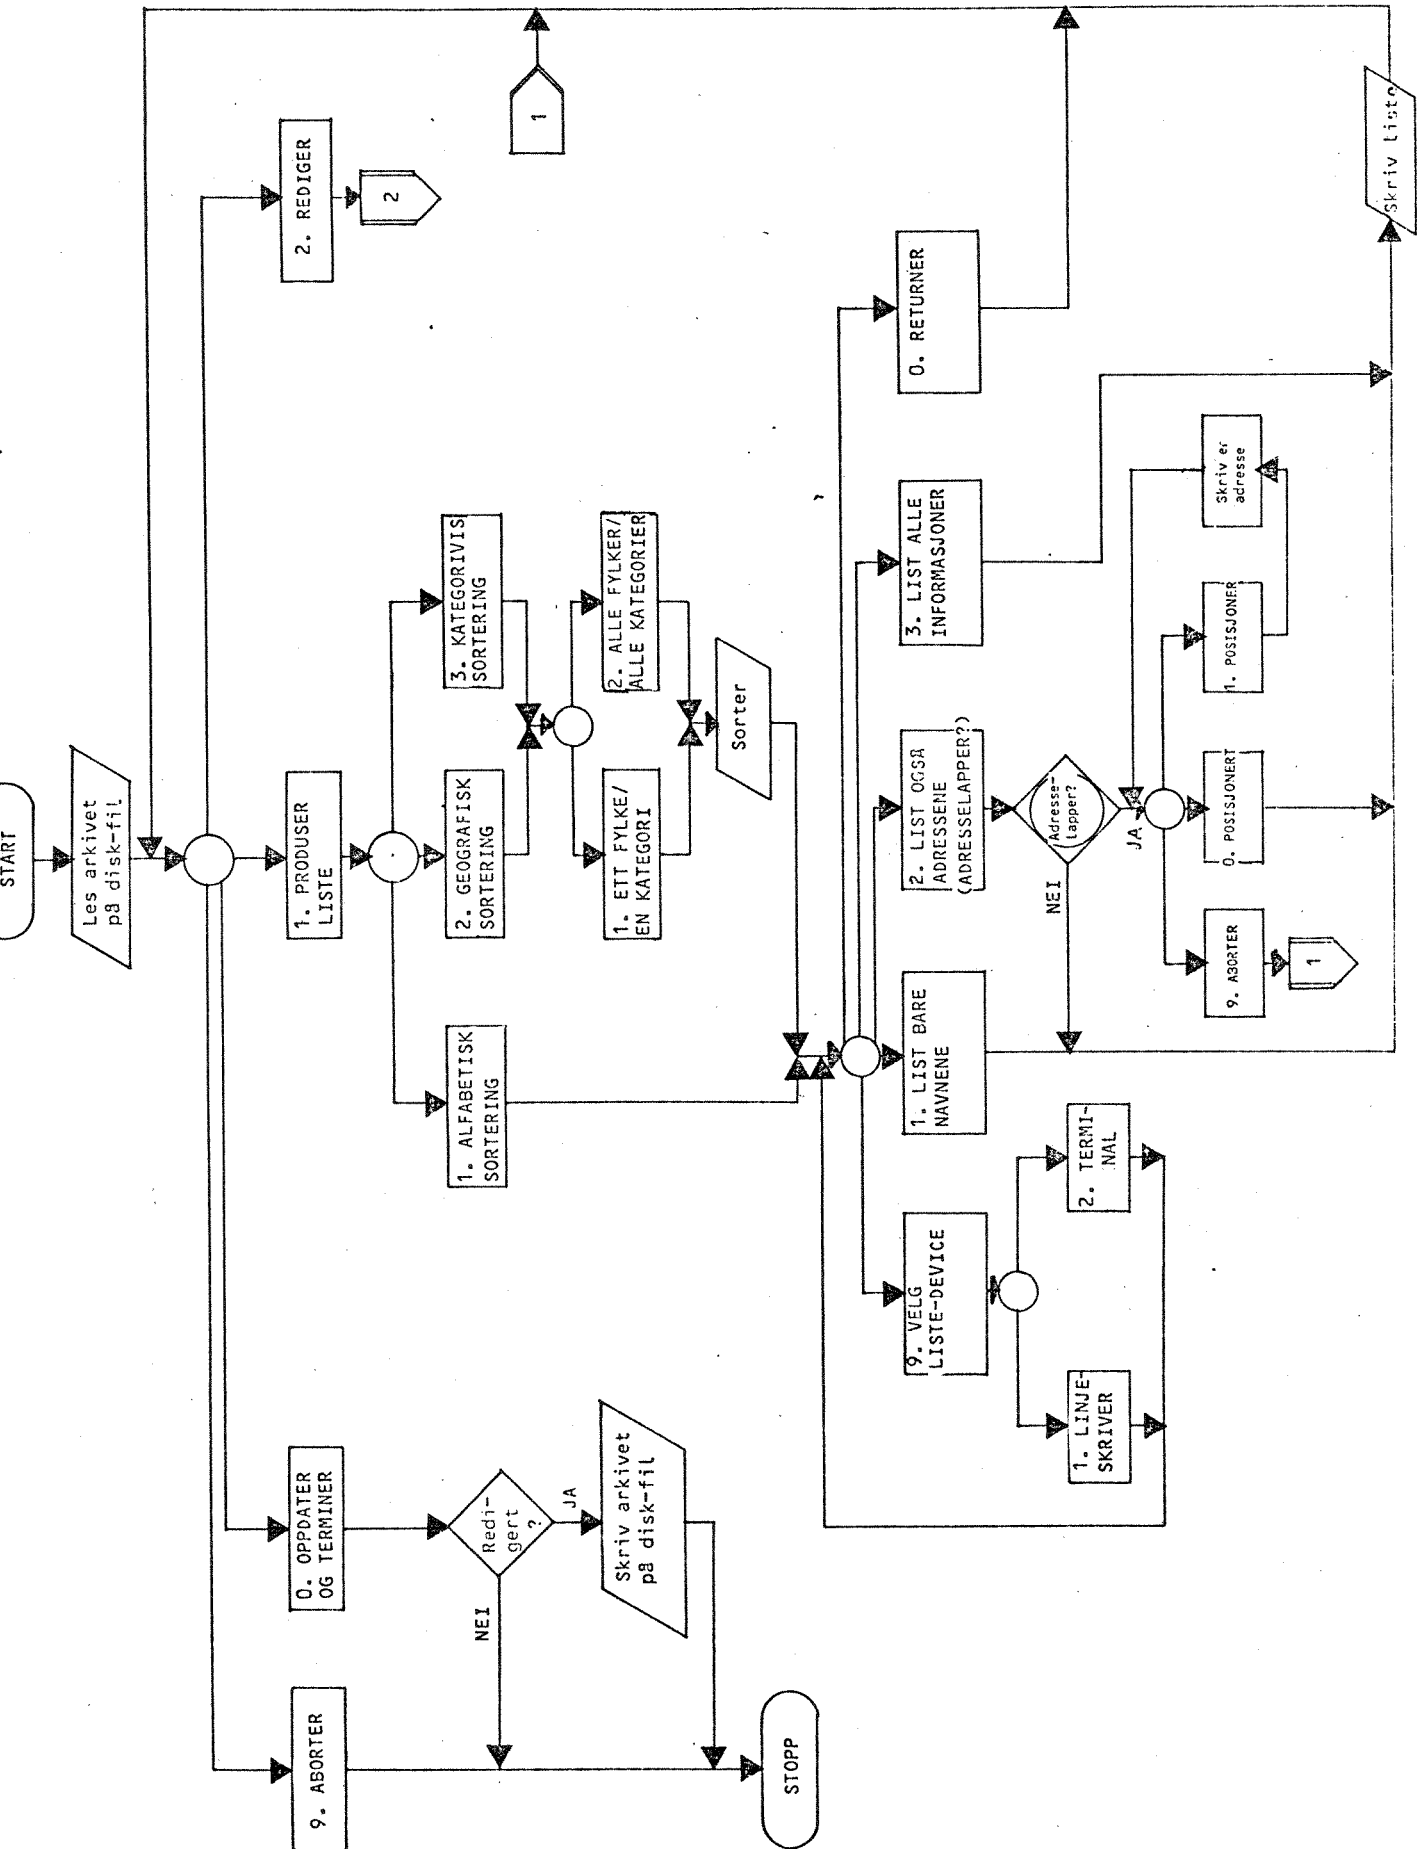 START
Les arkivet
på disk-fil
9. ABORTER
0. OPPDATER
OG TERMINER
1. PRODUSER
LISTE
2. REDIGER
2
1
Redi-
gert
?
NEI
JA
Skriv arkivet
på disk-fil
STOPP
1. ALFABETISK
SORTERING
2. GEOGRAFISK
SORTERING
3. KATEGORIVIS
SORTERING
1. ETT FYLKE/
EN KATEGORI
2. ALLE FYLKER/
ALLE KATEGORIER
Sorter
9. VELG
LISTE-DEVICE
1. LIST BARE
NAVNENE
2. LIST OGSÅ
ADRESSENE
(ADRESSELAPPER?)
3. LIST ALLE
INFORMASJONER
0. RETURNER
1. LINJE-
SKRIVER
2. TERMI-
NAL
Adresse-
lapper?
NEI
JA
9. ABORTER
1
0. POSISJONERT
1. POSISJONER
Skriv er
adresse
Skriv liste